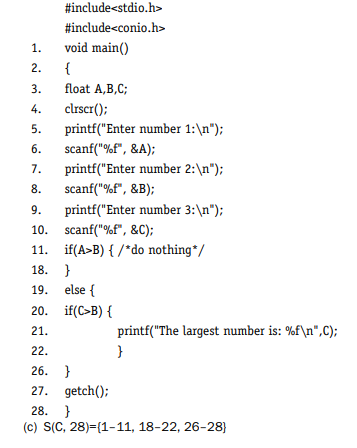 #include<stdio.h>
#include<conio.h>
1. void main()
2. {
3. float A,B,C;
4. clrscr();
5. printf("Enter number 1:\n");
6. scanf("%f", &A);
7. printf("Enter number 2:\n");
8. scanf("%f", &B);
9. printf("Enter number 3:\n");
10. scanf("%f", &C);
11. if(A>B) { /*do nothing*/
18. }
19. else {
20. if(C>B) {
21. printf("The largest number is: %f\n",C);
22. }
26. }
27. getch();
28. }
(c) S(C, 28)={1–11, 18–22, 26–28}